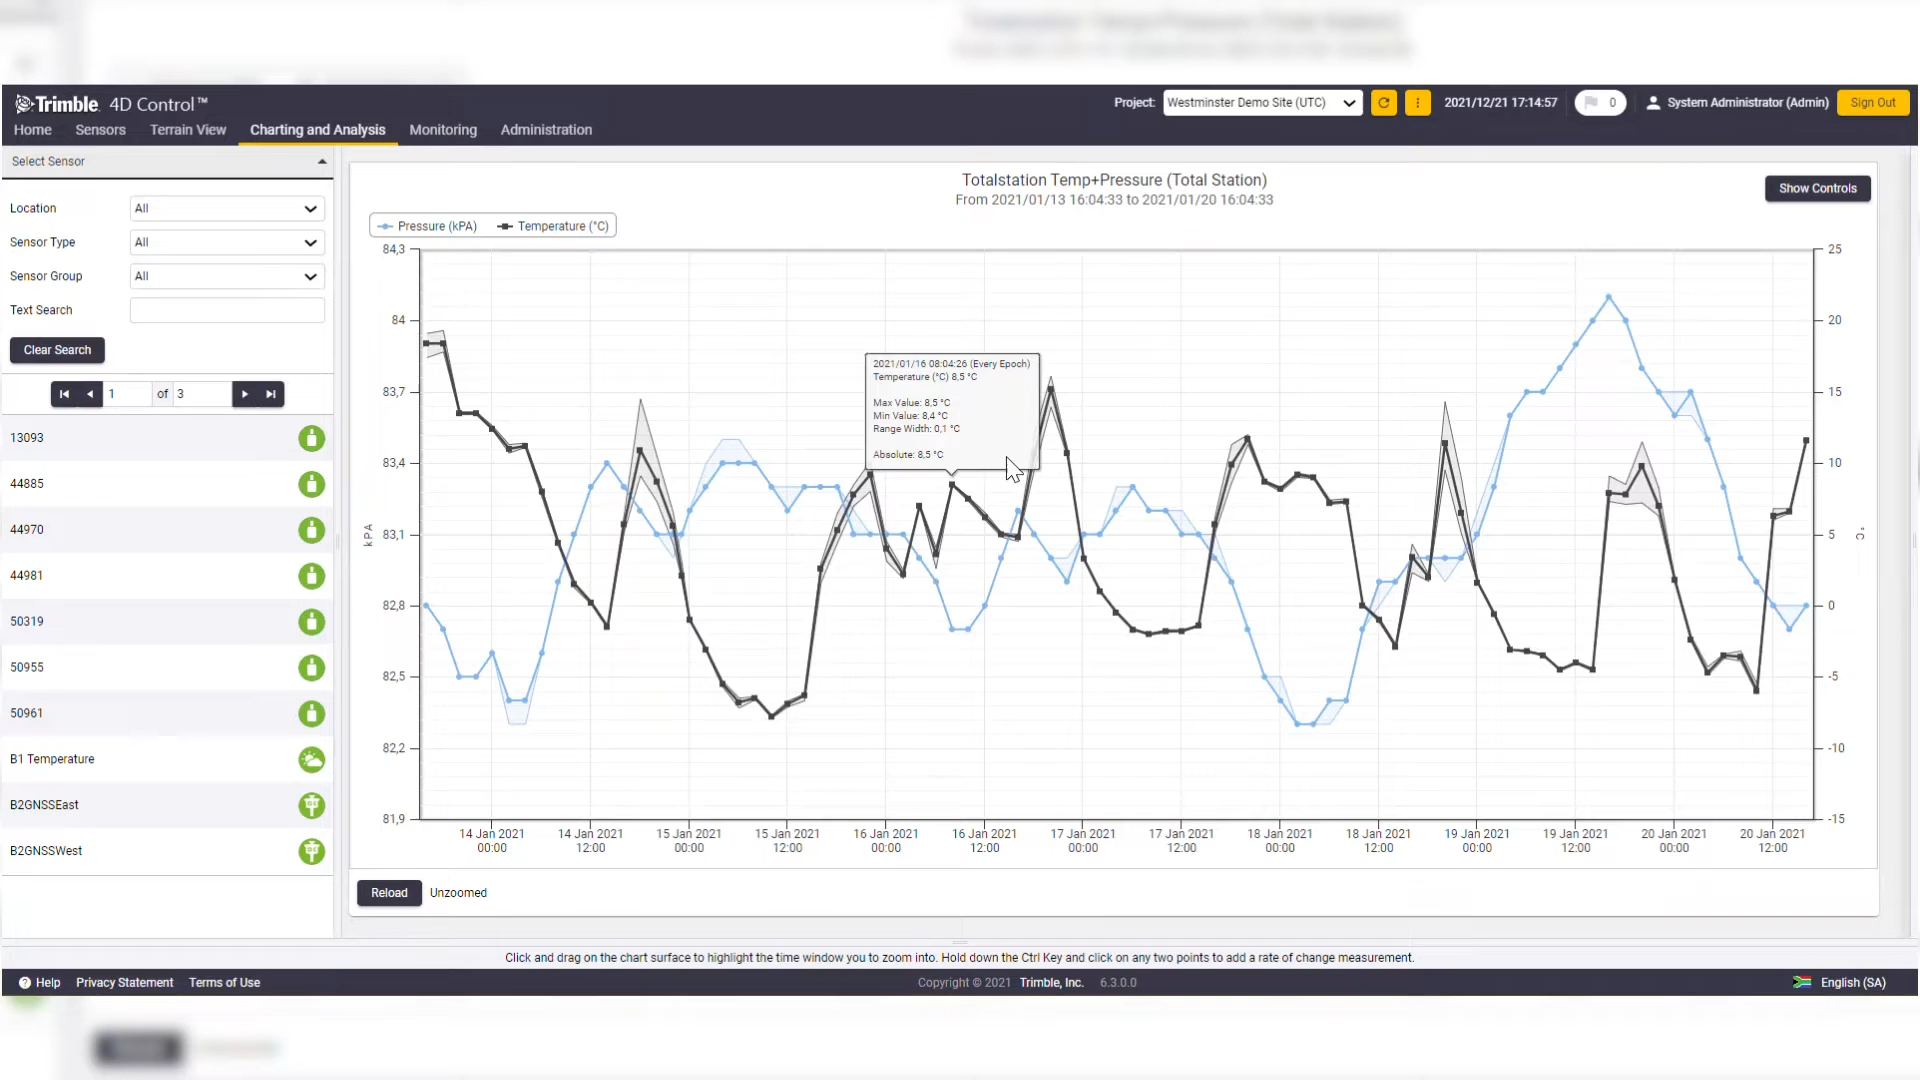 Trimble 4D Control™
Project: Westminster Demo Site (UTC) 2021/12/21 17:14:57 0 System Administrator (Admin) Sign Out
Home Sensors Terrain View Charting and Analysis Monitoring Administration
Select Sensor
Location All
Sensor Type All
Sensor Group All
Text Search
Clear Search
1 of 3
13093
44885
44970
44981
50319
50955
50961
B1 Temperature
B2GNSSEast
B2GNSSWest
Totalstation Temp+Pressure (Total Station)
From 2021/01/13 16:04:33 to 2021/01/20 16:04:33
Show Controls
Pressure (kPA) Temperature (°C)
84,3
84
83,7
83,4
83,1
82,8
82,5
82,2
81,9
kPA
2021/01/16 08:04:26 (Every Epoch)
Temperature (°C) 8,5 °C
Max Value: 8,5 °C
Min Value: 8,4 °C
Range Width: 0,1 °C
Absolute: 8,5 °C
25
20
15
10
5
0
-5
-10
-15
°C
14 Jan 2021 00:00
14 Jan 2021 12:00
15 Jan 2021 00:00
15 Jan 2021 12:00
16 Jan 2021 00:00
16 Jan 2021 12:00
17 Jan 2021 00:00
17 Jan 2021 12:00
18 Jan 2021 00:00
18 Jan 2021 12:00
19 Jan 2021 00:00
19 Jan 2021 12:00
20 Jan 2021 00:00
20 Jan 2021 12:00
Reload Unzoomed
Click and drag on the chart surface to highlight the time window you to zoom into. Hold down the Ctrl Key and click on any two points to add a rate of change measurement.
Help Privacy Statement Terms of Use
Copyright © 2021 Trimble, Inc. 6.3.0.0
English (SA)